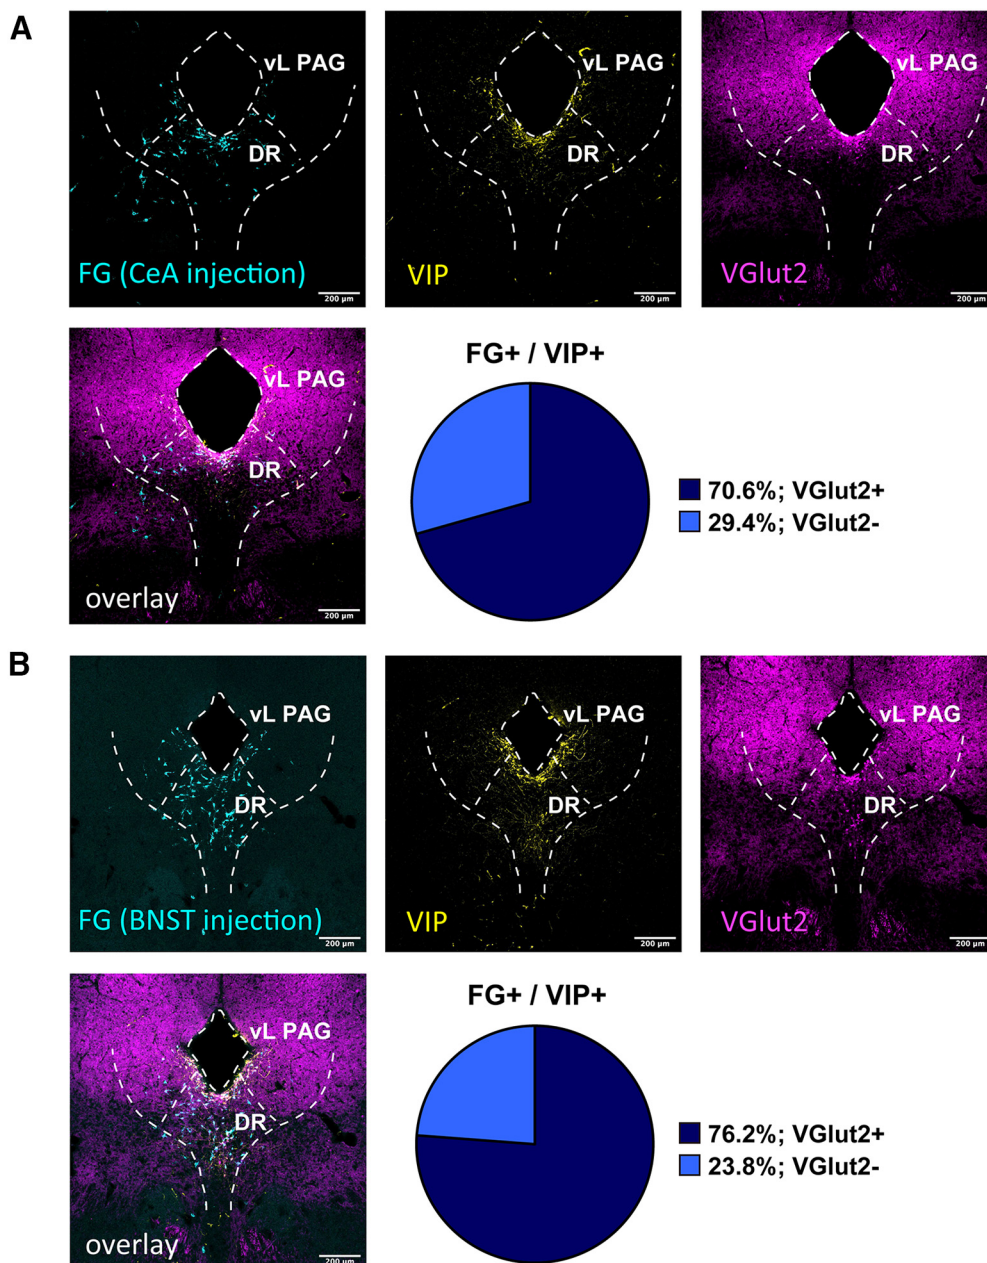 A
vL PAG
DR
FG (CeA injection)
200 µm
vL PAG
DR
VIP
200 µm
vL PAG
DR
VGlut2
200 µm
vL PAG
DR
overlay
200 µm
FG+ / VIP+
70.6%; VGlut2+
29.4%; VGlut2-
B
vL PAG
DR
FG (BNST injection)
200 µm
vL PAG
DR
VIP
200 µm
vL PAG
DR
VGlut2
200 µm
vL PAG
DR
overlay
200 µm
FG+ / VIP+
76.2%; VGlut2+
23.8%; VGlut2-